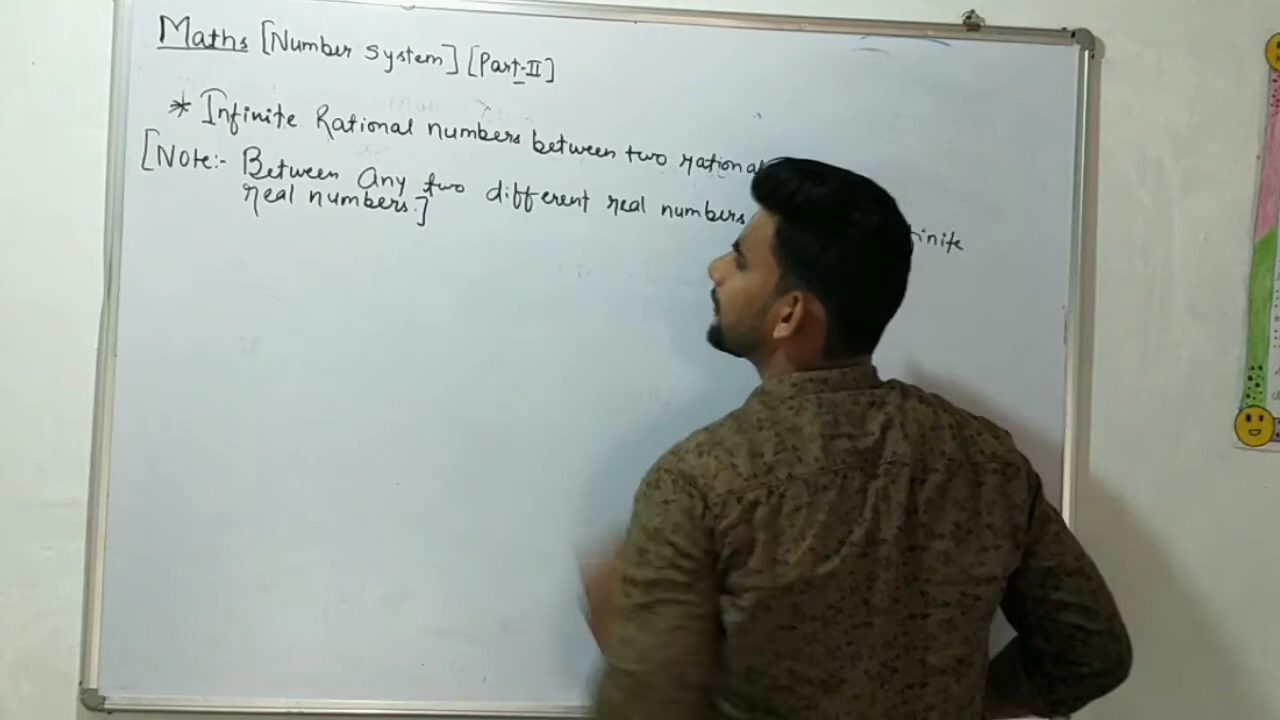 Maths [Number System] [Part-II]
* Infinite Rational numbers between two rational
[Note:- Between any two different real numbers
real numbers.]